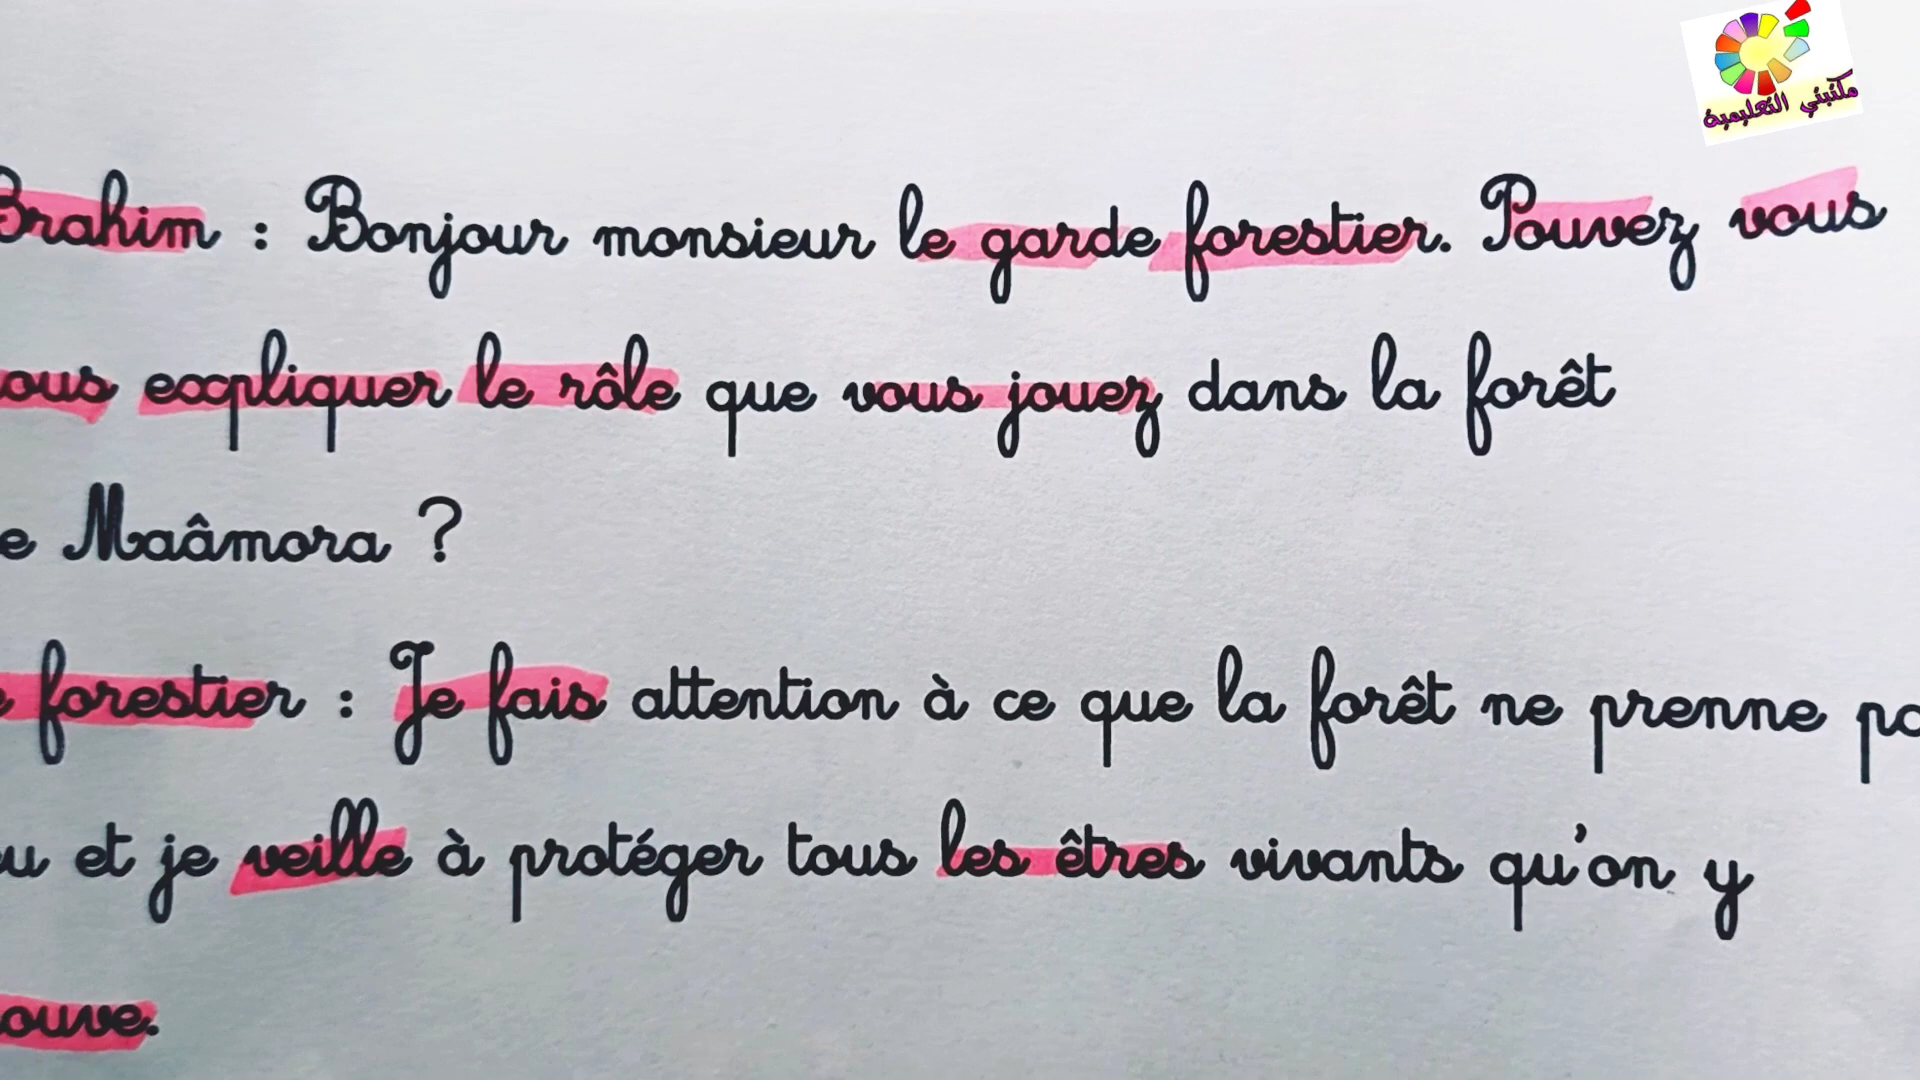 مكتبتي التعليمية
Brahim : Bonjour monsieur le garde forestier. Pouvez vous
ous expliquer le rôle que vous jouez dans la forêt
e Maâmora ?
e forestier : Je fais attention à ce que la forêt ne prenne pa
eu et je veille à protéger tous les êtres vivants qu'on y
ouve.